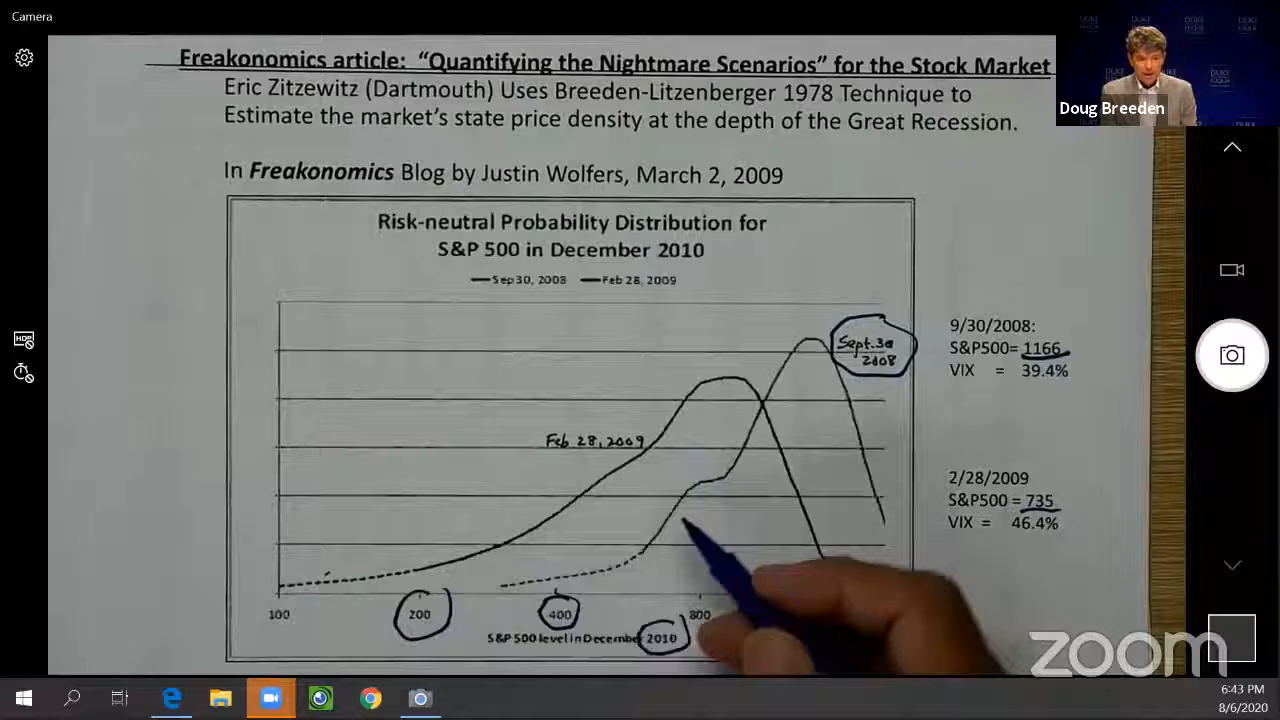 Camera
Freakonomics article: “Quantifying the Nightmare Scenarios” for the Stock Market
Eric Zitzewitz (Dartmouth) Uses Breeden-Litzenberger 1978 Technique to
Estimate the market’s state price density at the depth of the Great Recession.
In Freakonomics Blog by Justin Wolfers, March 2, 2009
Risk-neutral Probability Distribution for
S&P 500 in December 2010
Sep 30, 2008 Feb 28, 2009
Sept. 30
2008
Feb 28, 2009
100 200 400 800
S&P 500 level in December 2010
9/30/2008:
S&P500= 1166
VIX = 39.4%
2/28/2009
S&P500 = 735
VIX = 46.4%
Doug Breeden
DUKE
HDR
zoom
6:43 PM
8/6/2020